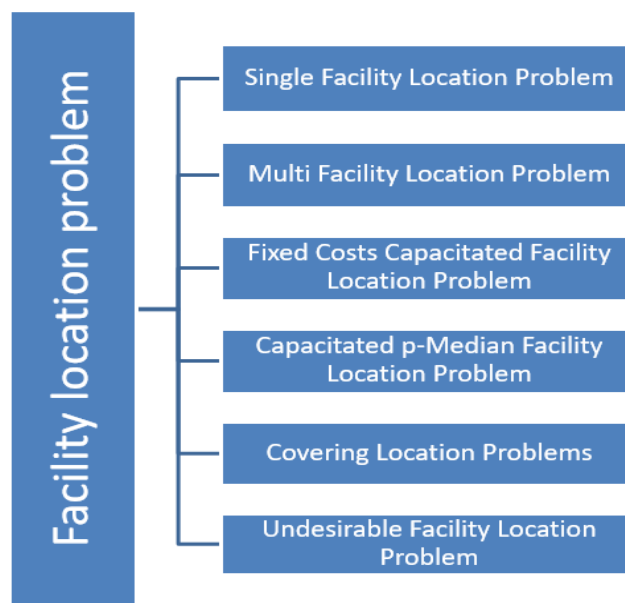 Facility location problem
Single Facility Location Problem
Multi Facility Location Problem
Fixed Costs Capacitated Facility
Location Problem
Capacitated p-Median Facility
Location Problem
Covering Location Problems
Undesirable Facility Location
Problem